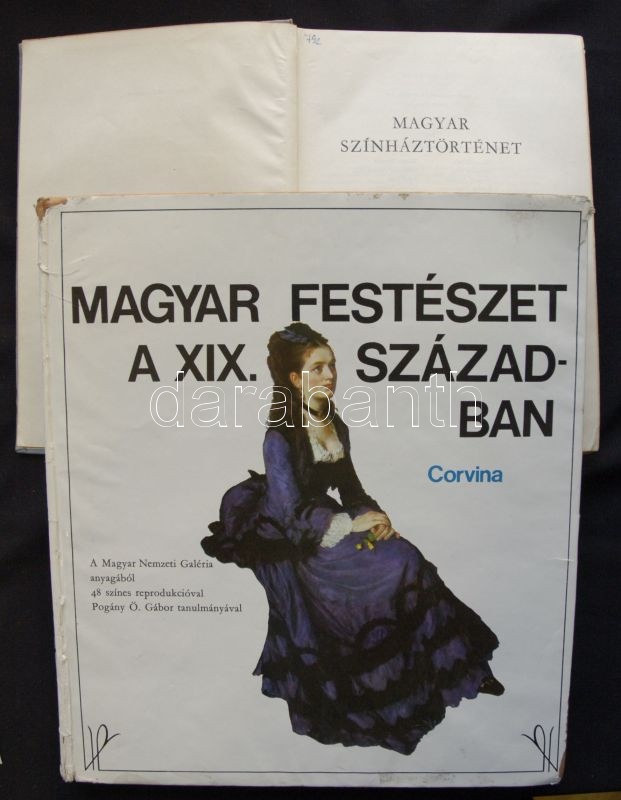 792
MAGYAR
SZÍNHÁZTÖRTÉNET
MAGYAR FESTÉSZET
A XIX. SZÁZAD-
BAN
darabanth
Corvina
A Magyar Nemzeti Galéria
anyagából
48 színes reprodukcióval
Pogány Ö. Gábor tanulmányával